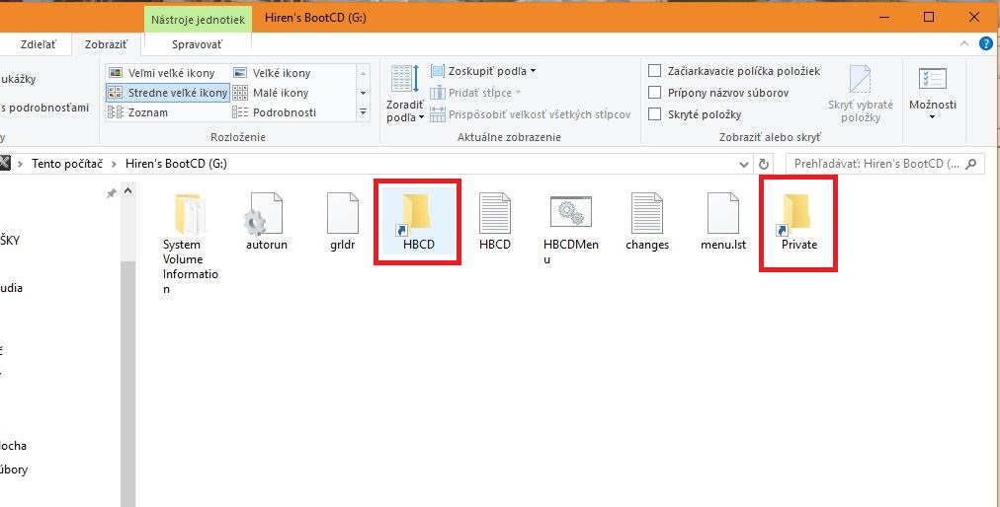 Nástroje jednotiek
Hiren's BootCD (G:)
Zdieľať
Zobraziť
Spravovať
ukážky
s podrobnosťami
Veľmi veľké ikony
Veľké ikony
Stredne veľké ikony
Malé ikony
Zoznam
Podrobnosti
Rozloženie
Zoradiť
podľa
Zoskupiť podľa
Pridať stĺpce
Prispôsobiť veľkosť všetkých stĺpcov
Aktuálne zobrazenie
Začiarkavacie políčka položiek
Prípony názvov súborov
Skryté položky
Skryť vybraté
položky
Zobraziť alebo skryť
Možnosti
Tento počítač
Hiren's BootCD (G:)
Prehľadávať: Hiren's BootCD (...
ŠKY
udia
locha
úbory
System
Volume
Informatio
n
autorun
grldr
HBCD
HBCD
HBCDMen
u
changes
menu.lst
Private